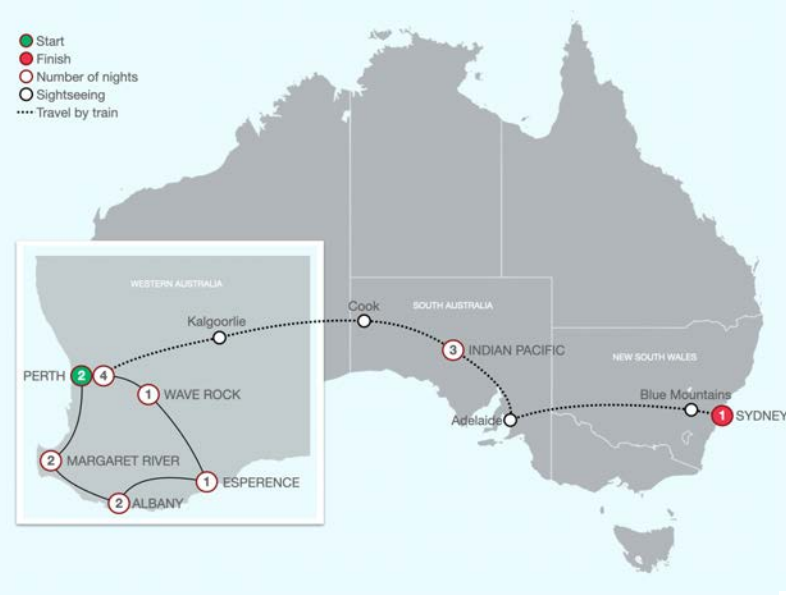 Start
Finish
Number of nights
Sightseeing
Travel by train
WESTERN AUSTRALIA
Kalgoorlie
Cook
SOUTH AUSTRALIA
3 INDIAN PACIFIC
NEW SOUTH WALES
PERTH 2 4
1 WAVE ROCK
Blue Mountains
Adelaide
1 SYDNEY
2 MARGARET RIVER
1 ESPERENCE
2 ALBANY